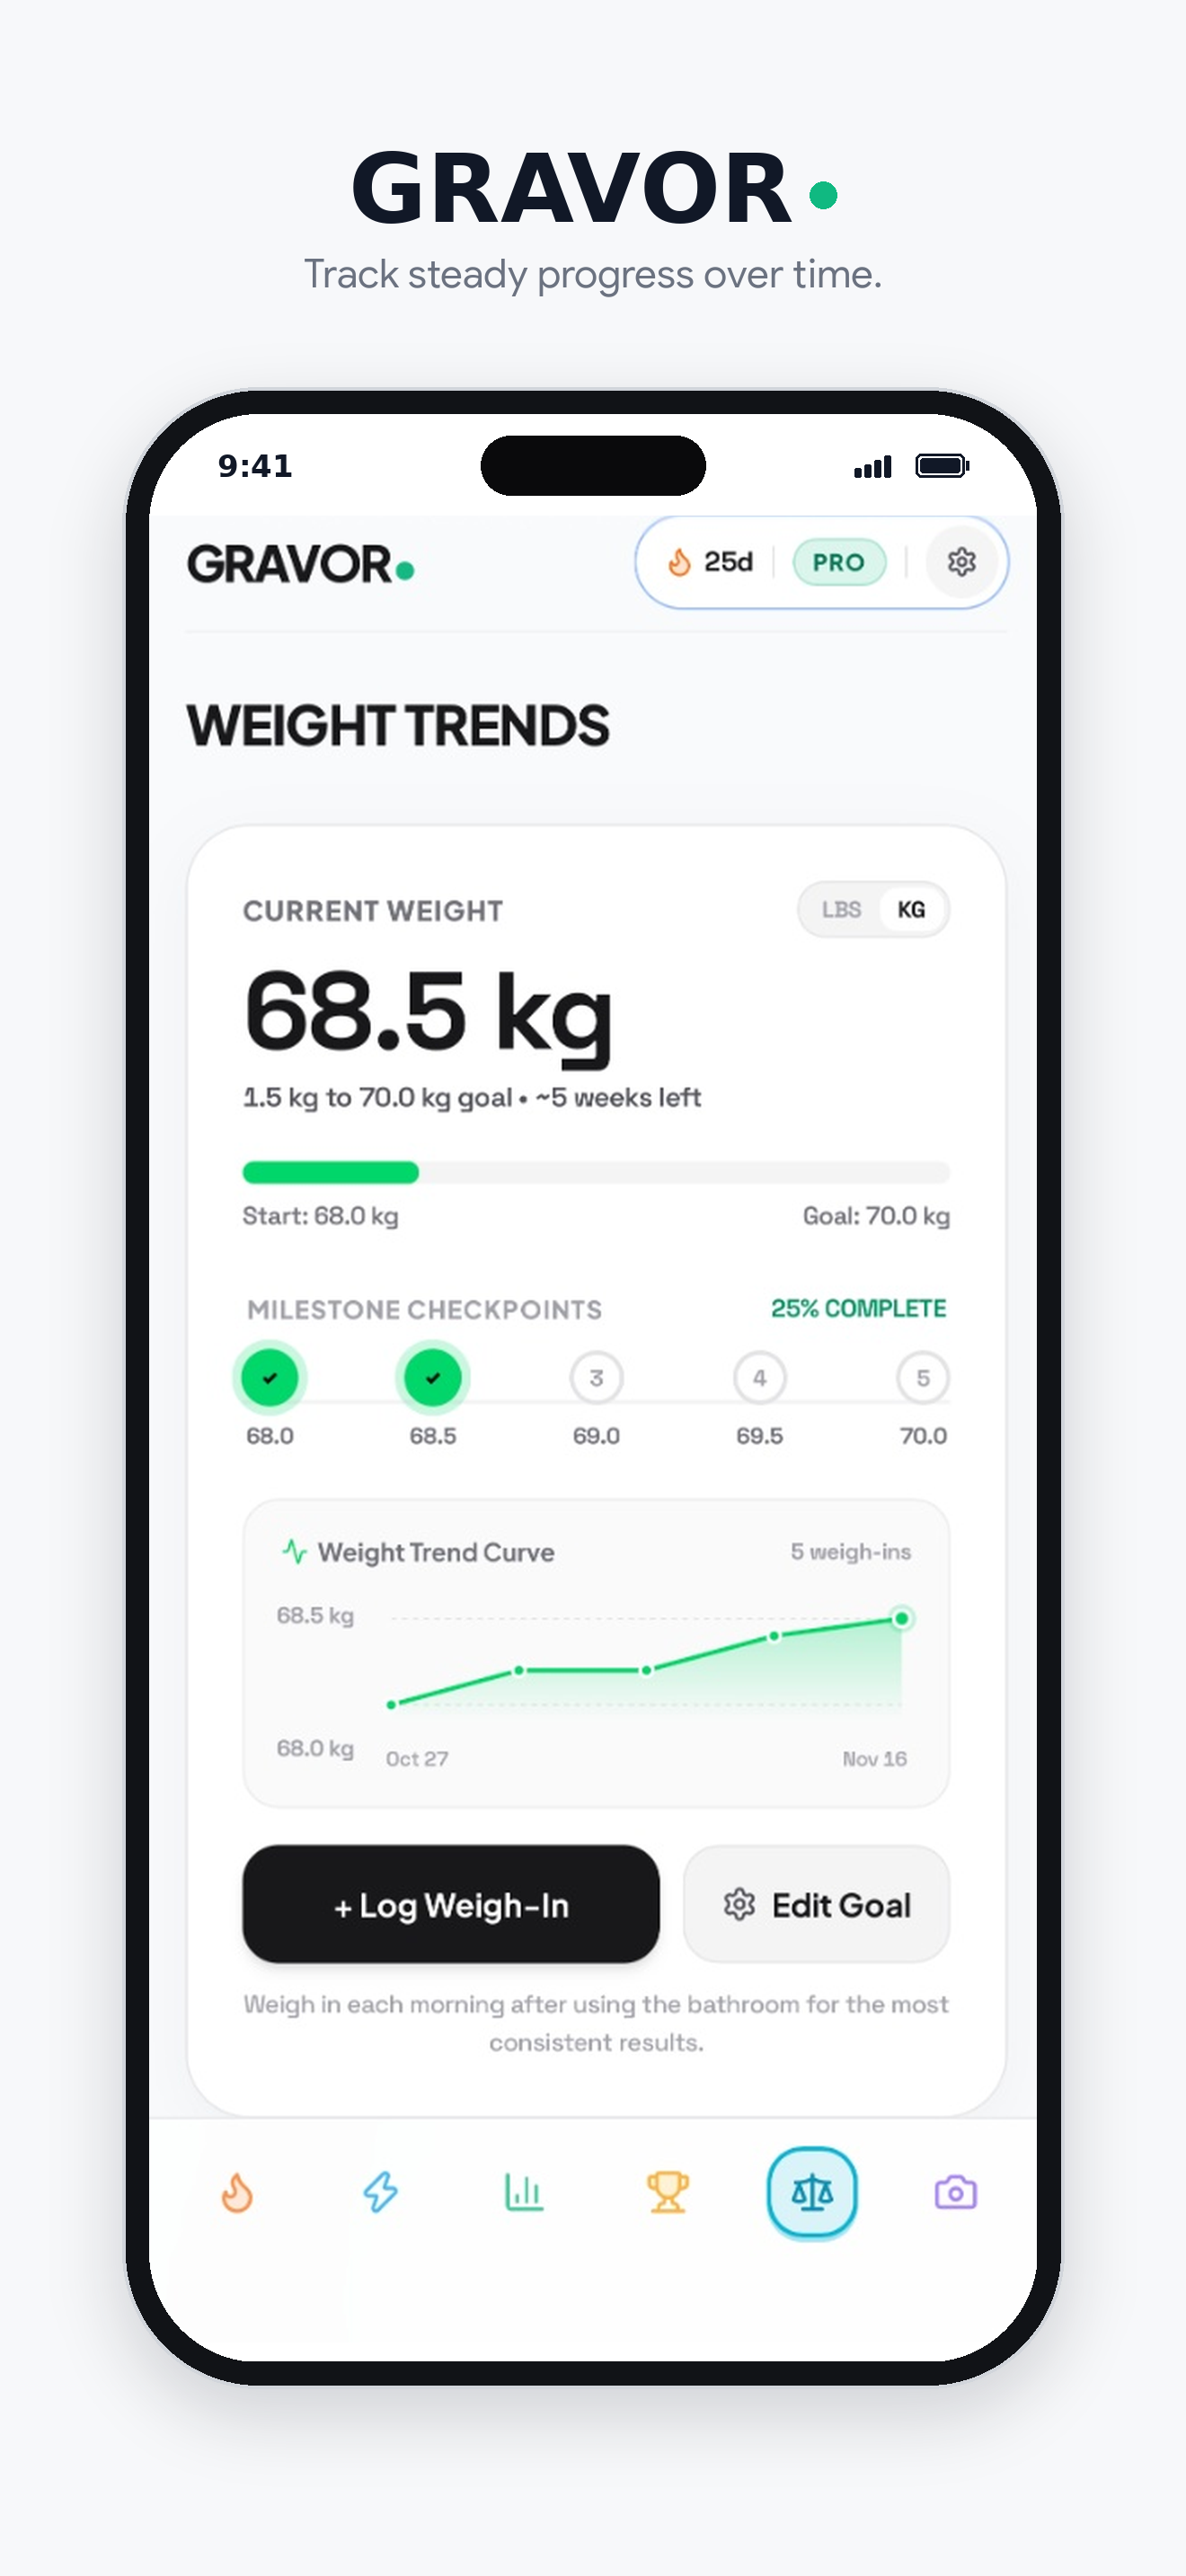 GRAVOR
Track steady progress over time.
9:41
GRAVOR
25d PRO
WEIGHT TRENDS
CURRENT WEIGHT LBS KG
68.5 kg
1.5 kg to 70.0 kg goal • ~5 weeks left
Start: 68.0 kg Goal: 70.0 kg
MILESTONE CHECKPOINTS 25% COMPLETE
3 4 5
68.0 68.5 69.0 69.5 70.0
Weight Trend Curve 5 weigh-ins
68.5 kg
68.0 kg Oct 27 Nov 16
+ Log Weigh-In Edit Goal
Weigh in each morning after using the bathroom for the most
consistent results.